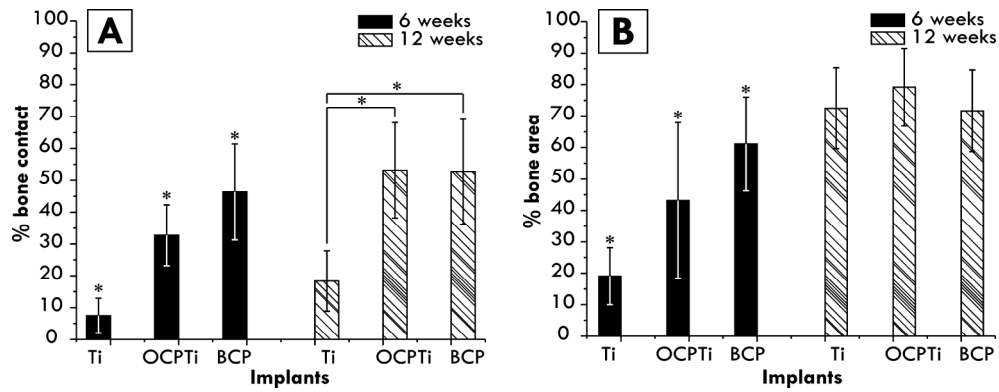 A
6 weeks
12 weeks
% bone contact
100
90
80
70
60
50
40
30
20
10
0
*
*
*
*
*
Ti
OCPTi
BCP
Ti
OCPTi
BCP
Implants
B
6 weeks
12 weeks
% bone area
100
90
80
70
60
50
40
30
20
10
0
*
*
*
Ti
OCPTi
BCP
Ti
OCPTi
BCP
Implants